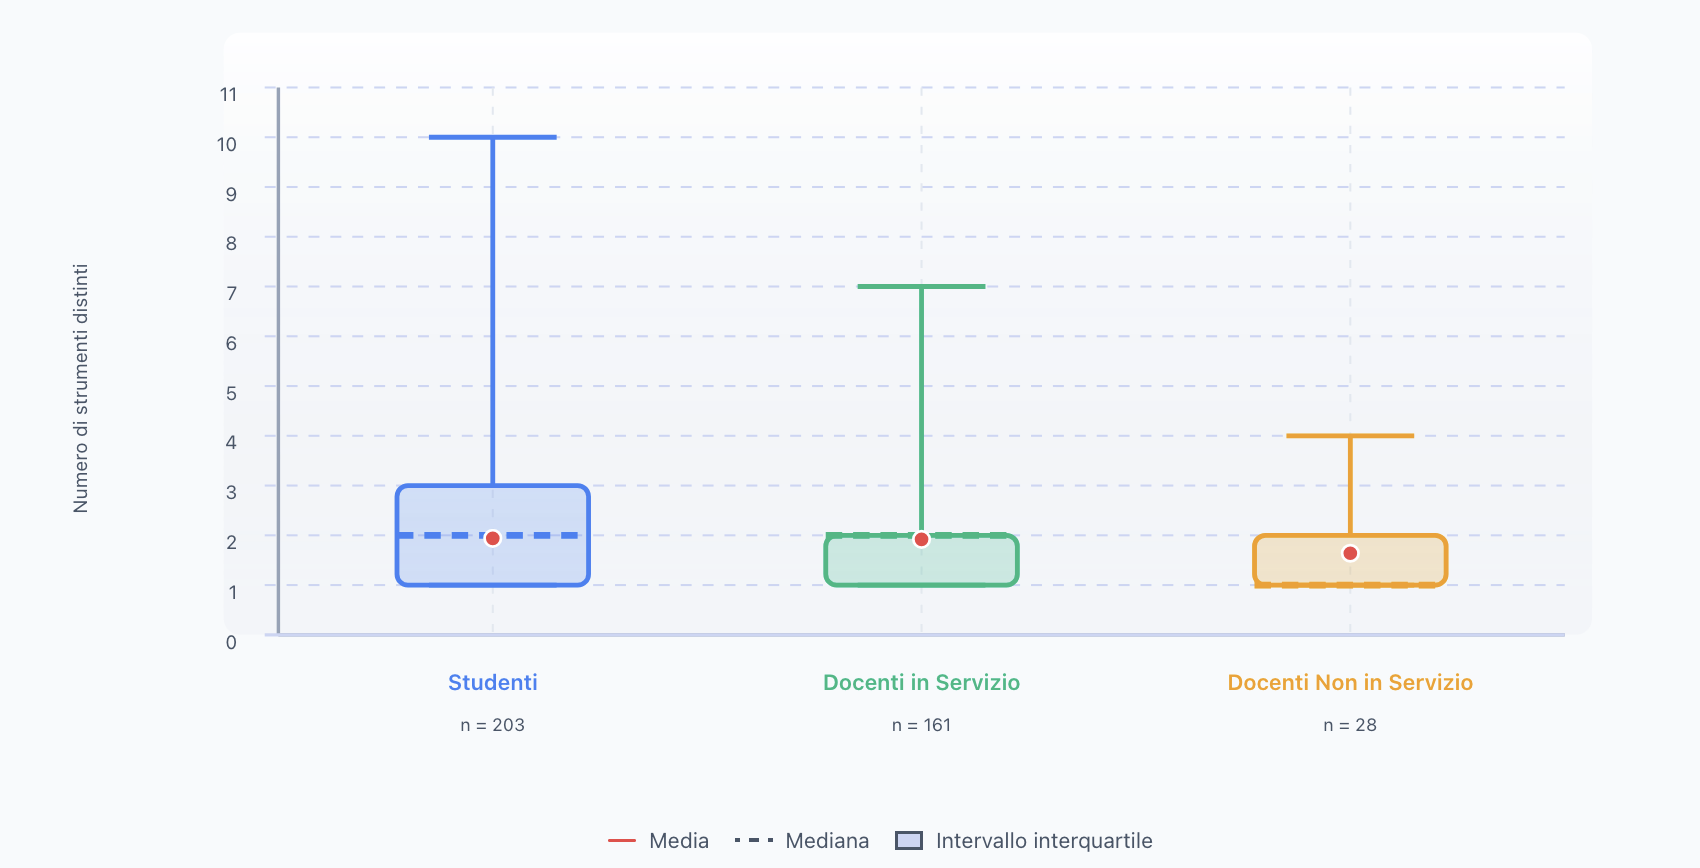 Numero di strumenti distinti
11
10
9
8
7
6
5
4
3
2
1
0
Studenti
Docenti in Servizio
Docenti Non in Servizio
n = 203
n = 161
n = 28
Media
Mediana
Intervallo interquartile